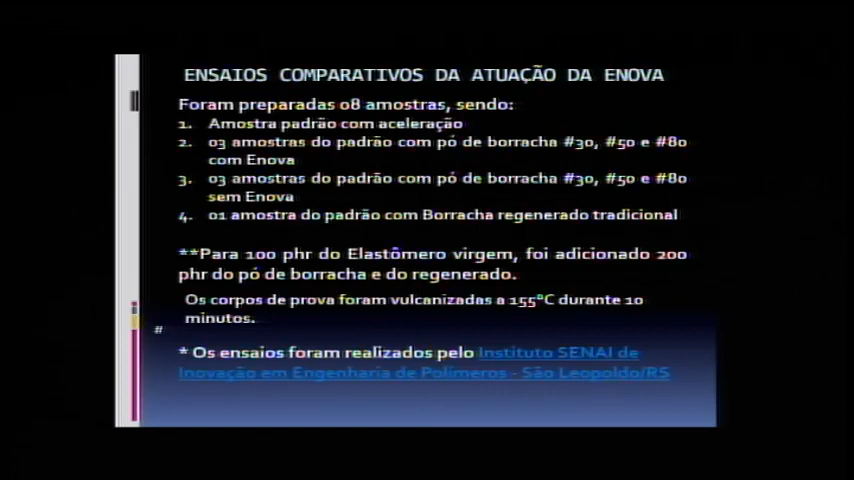 ENSAIOS COMPARATIVOS DA ATUAÇÃO DA ENOVA
Foram preparadas 08 amostras, sendo:
1. Amostra padrão com aceleração
2. 03 amostras do padrão com pó de borracha #30, #50 e #80
com Enova
3. 03 amostras do padrão com pó de borracha #30, #50 e #80
sem Enova
4. 01 amostra do padrão com Borracha regenerado tradicional
**Para 100 phr do Elastômero virgem, foi adicionado 200
phr do pó de borracha e do regenerado.
Os corpos de prova foram vulcanizadas a 155°C durante 10
minutos.
#
* Os ensaios foram realizados pelo Instituto SENAI de
Inovação em Engenharia de Polímeros - São Leopoldo/RS